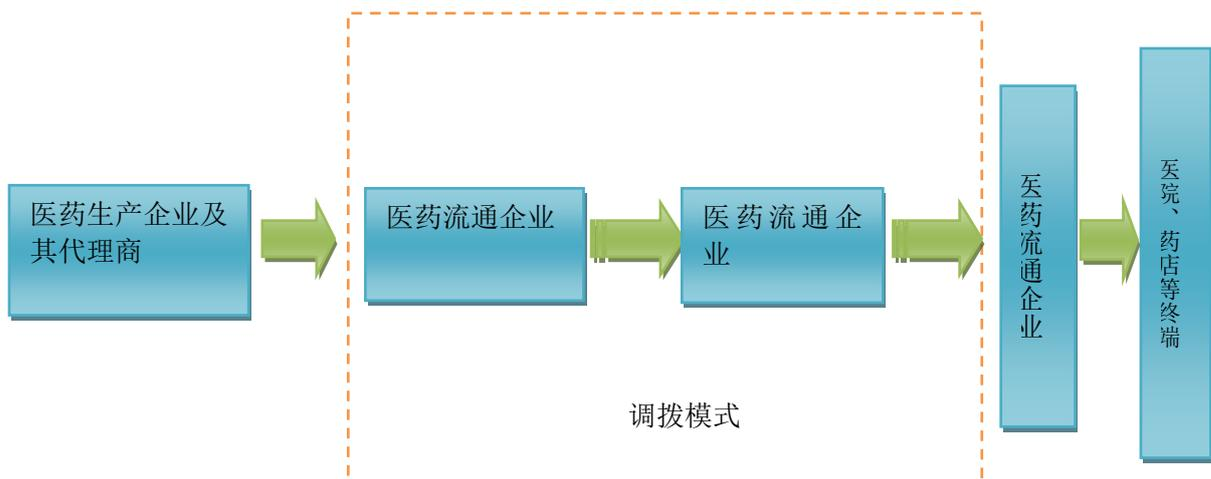 医药生产企业及
其代理商
医药流通企业
医药流通企
业
医药流通企业
医院、药店等终端
调拨模式